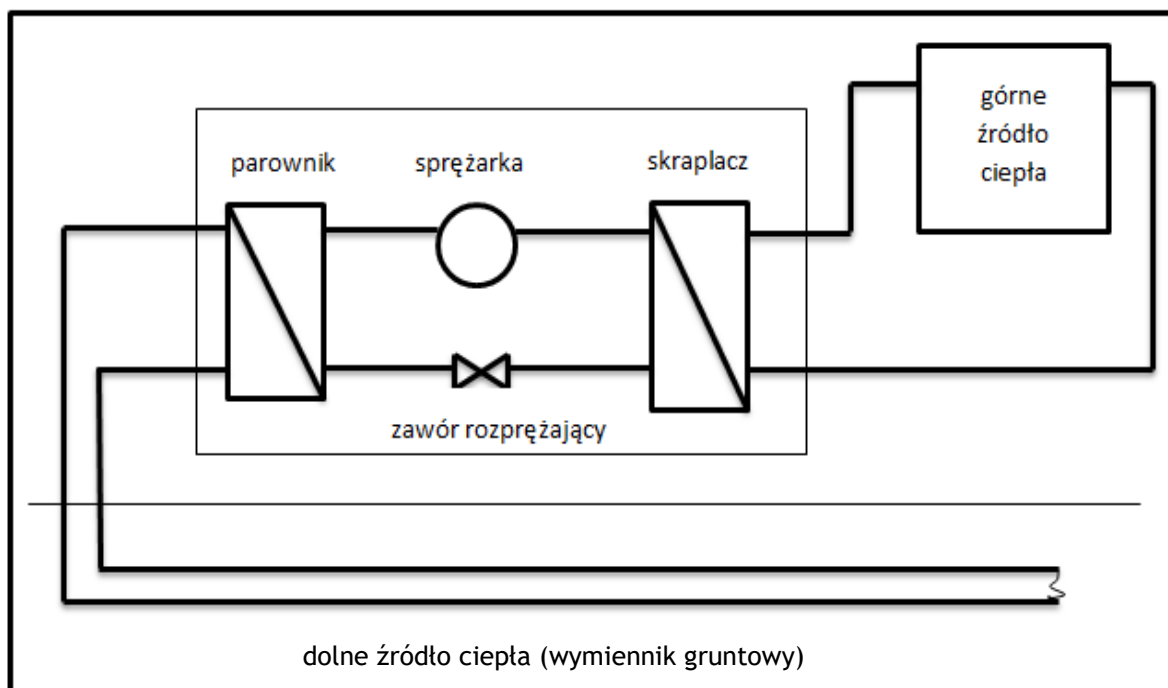 górne
źródło
ciepła
parownik
sprężarka
skraplacz
zawór rozprężający
dolne źródło ciepła (wymiennik gruntowy)